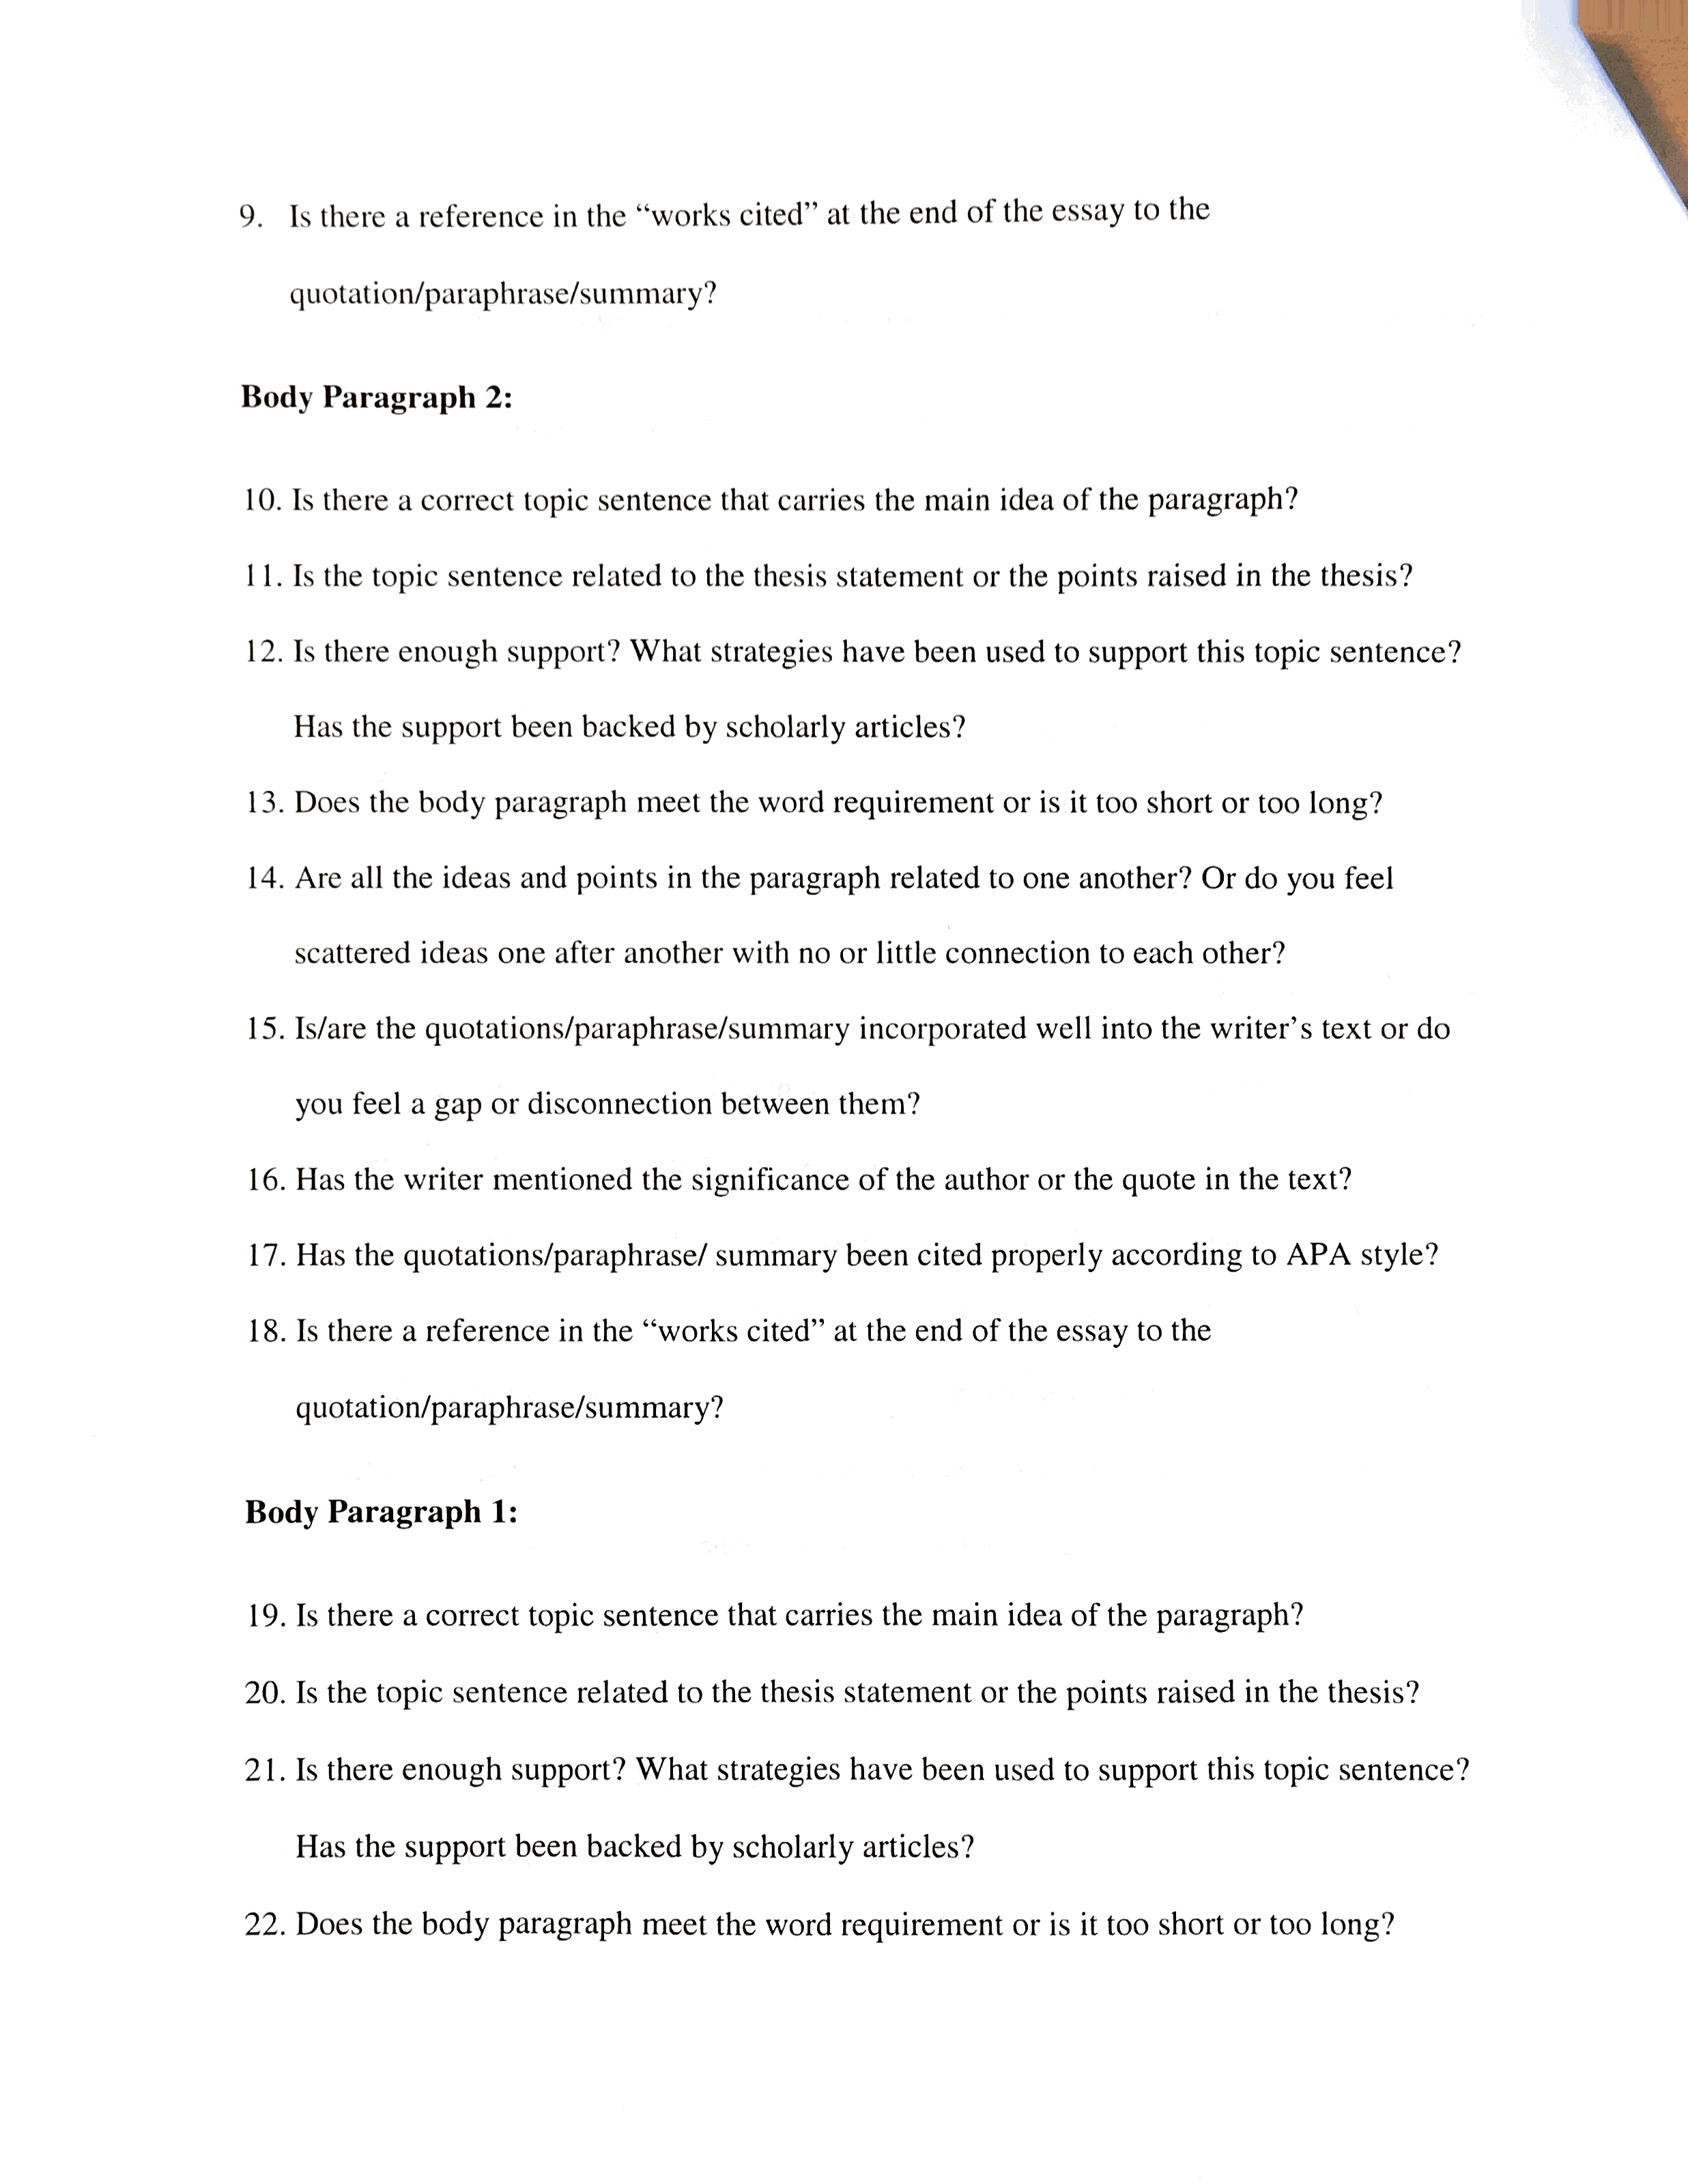 9. Is there a reference in the “works cited” at the end of the essay to the
quotation/paraphrase/summary?
Body Paragraph 2:
10. Is there a correct topic sentence that carries the main idea of the paragraph?
11. Is the topic sentence related to the thesis statement or the points raised in the thesis?
12. Is there enough support? What strategies have been used to support this topic sentence?
Has the support been backed by scholarly articles?
13. Does the body paragraph meet the word requirement or is it too short or too long?
14. Are all the ideas and points in the paragraph related to one another? Or do you feel
scattered ideas one after another with no or little connection to each other?
15. Is/are the quotations/paraphrase/summary incorporated well into the writer’s text or do
you feel a gap or disconnection between them?
16. Has the writer mentioned the significance of the author or the quote in the text?
17. Has the quotations/paraphrase/ summary been cited properly according to APA style?
18. Is there a reference in the “works cited” at the end of the essay to the
quotation/paraphrase/summary?
Body Paragraph 1:
19. Is there a correct topic sentence that carries the main idea of the paragraph?
20. Is the topic sentence related to the thesis statement or the points raised in the thesis?
21. Is there enough support? What strategies have been used to support this topic sentence?
Has the support been backed by scholarly articles?
22. Does the body paragraph meet the word requirement or is it too short or too long?